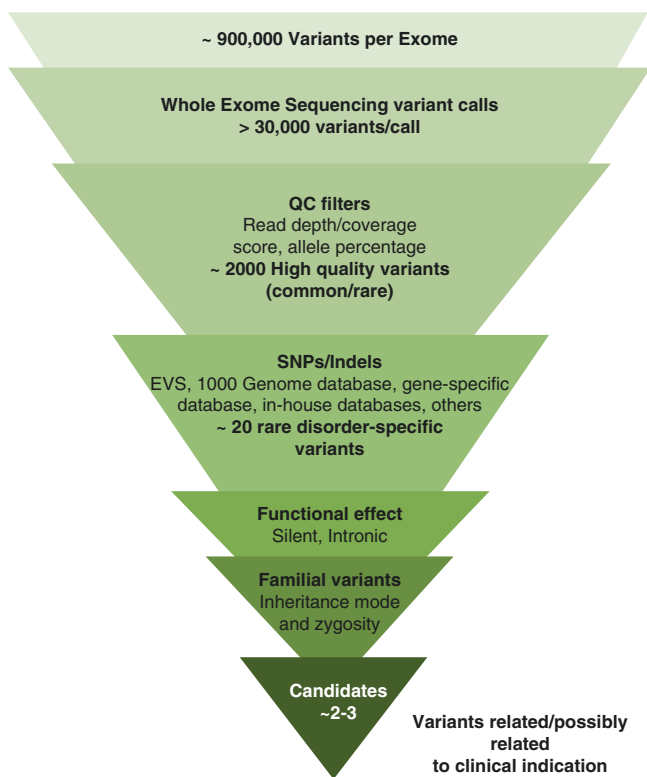 ~ 900,000 Variants per Exome
Whole Exome Sequencing variant calls
> 30,000 variants/call
QC filters
Read depth/coverage
score, allele percentage
~ 2000 High quality variants
(common/rare)
SNPs/Indels
EVS, 1000 Genome database, gene-specific
database, in-house databases, others
~ 20 rare disorder-specific
variants
Functional effect
Silent, Intronic
Familial variants
Inheritance mode
and zygosity
Candidates
~2-3
Variants related/possibly
related
to clinical indication